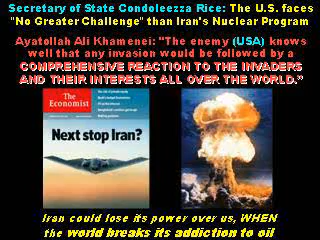 Secretary of State Condoleezza Rice: The U.S. faces
"No Greater Challenge" than Iran's Nuclear Program
Ayatollah Ali Khamenei: "The enemy (USA) knows
well that any invasion would be followed by a
COMPREHENSIVE REACTION TO THE INVADERS
AND THEIR INTERESTS ALL OVER THE WORLD."
The
Economist
Next stop Iran?
Iran could lose its power over us, WHEN
the world breaks its addiction to oil